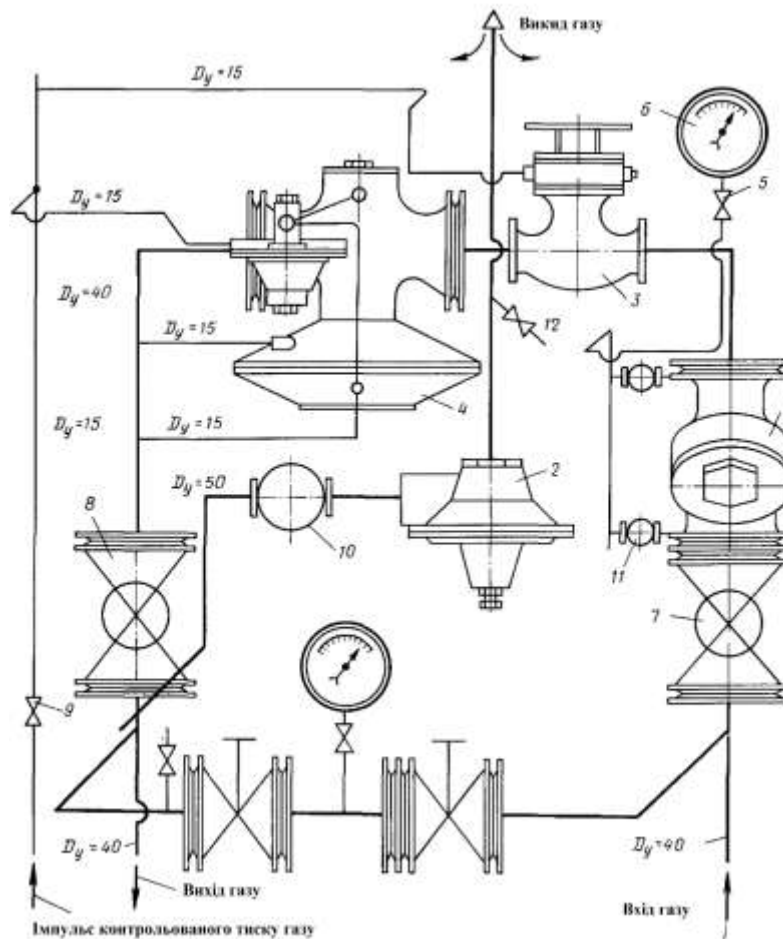 Викид газу
Dу=15
6
5
Dу=15
3
Dу=40
12
Dу=15
4
Dу=15
Dу=15
2
Dу=50
8
10
11
7
9
Dу=40
Dу=40
Вихід газу
Вхід газу
Імпульс контрольованого тиску газу